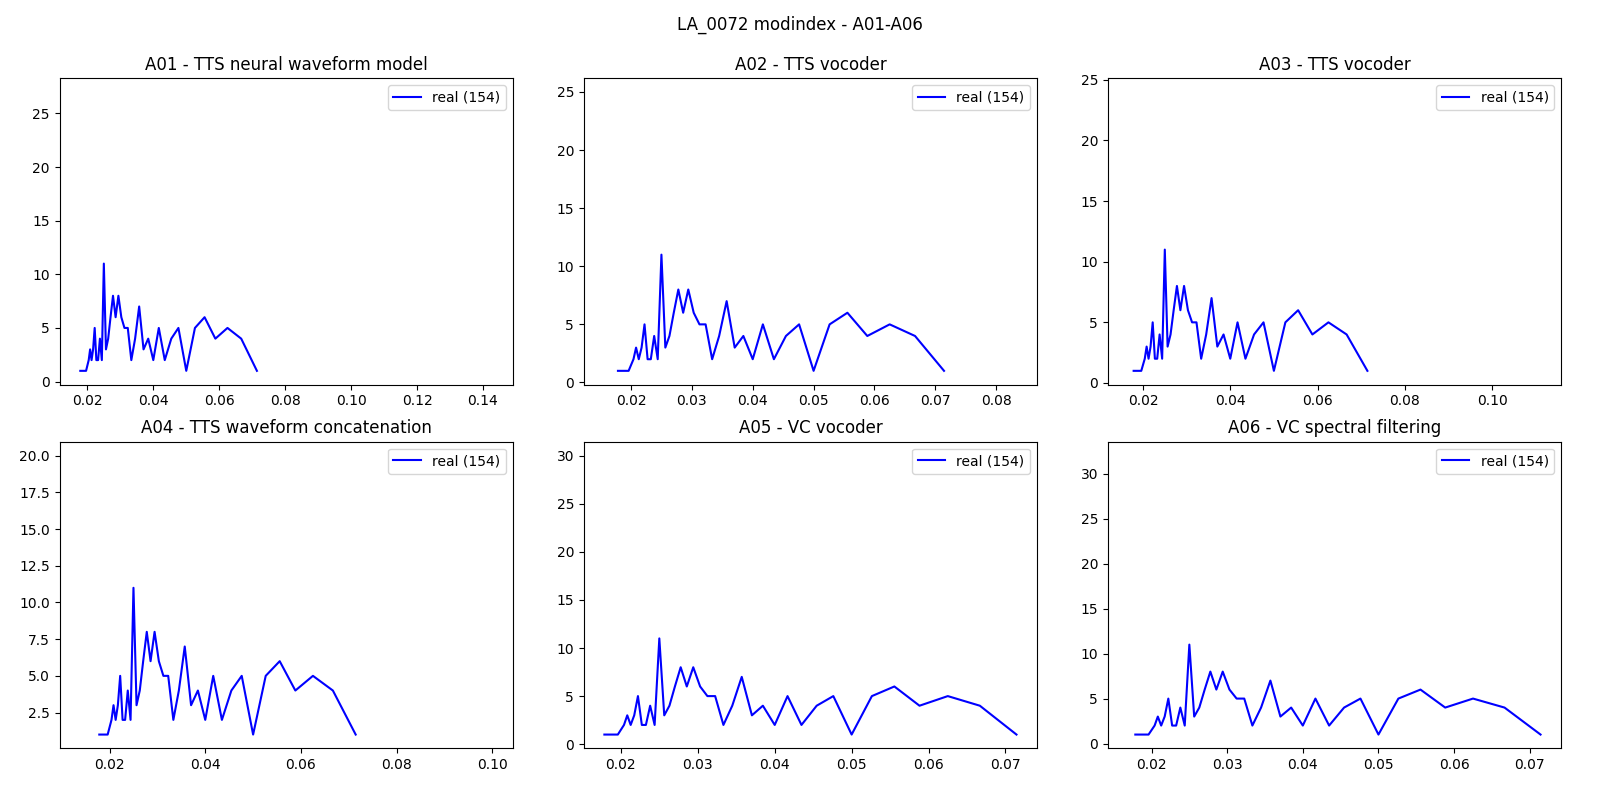 LA_0072 modindex - A01-A06
A01 - TTS neural waveform model
real (154)
25
20
15
10
5
0
0.02 0.04 0.06 0.08 0.10 0.12 0.14
A02 - TTS vocoder
real (154)
25
20
15
10
5
0
0.02 0.03 0.04 0.05 0.06 0.07 0.08
A03 - TTS vocoder
real (154)
25
20
15
10
5
0
0.02 0.04 0.06 0.08 0.10
A04 - TTS waveform concatenation
real (154)
20.0
17.5
15.0
12.5
10.0
7.5
5.0
2.5
0.02 0.04 0.06 0.08 0.10
A05 - VC vocoder
real (154)
30
25
20
15
10
5
0
0.02 0.03 0.04 0.05 0.06 0.07
A06 - VC spectral filtering
real (154)
30
25
20
15
10
5
0
0.02 0.03 0.04 0.05 0.06 0.07